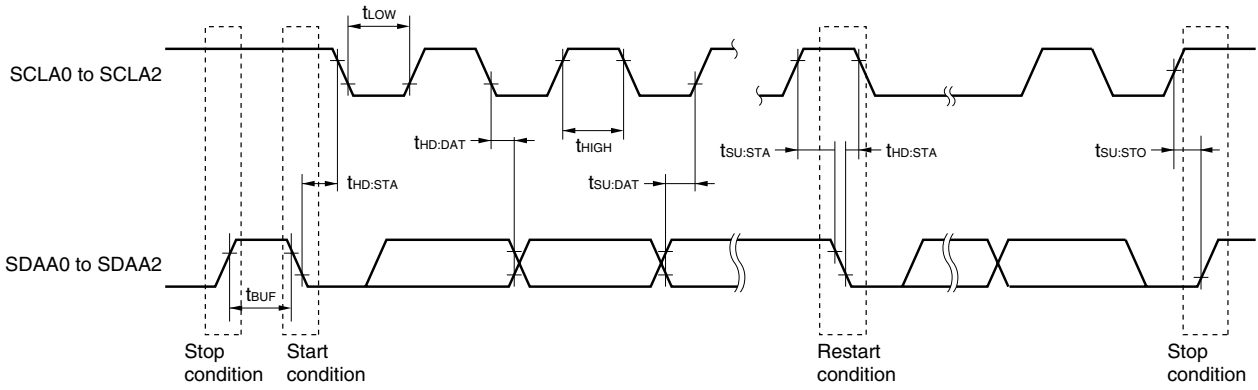 tLOW
SCLA0 to SCLA2
tHD:DAT
tHIGH
tSU:STA
tHD:STA
tSU:STO
tHD:STA
tSU:DAT
SDAA0 to SDAA2
tBUF
Stop
condition
Start
condition
Restart
condition
Stop
condition